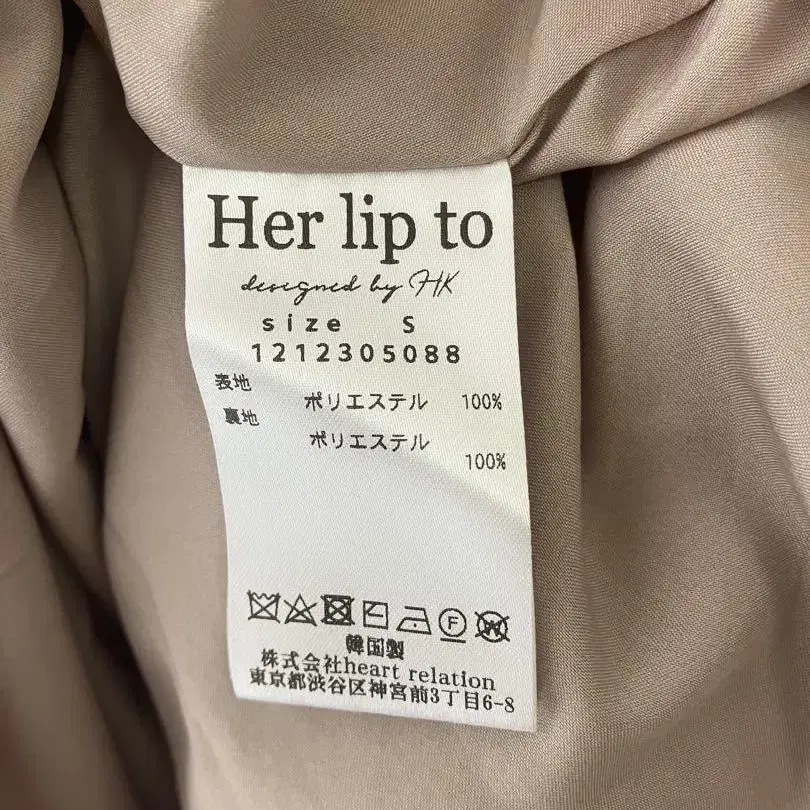 Her lip to
designed by HK
size S
1212305088
表地 ポリエステル 100%
裏地 ポリエステル
100%
F
W
韓国製
株式会社heart relation
東京都渋谷区神宮前3丁目6-8